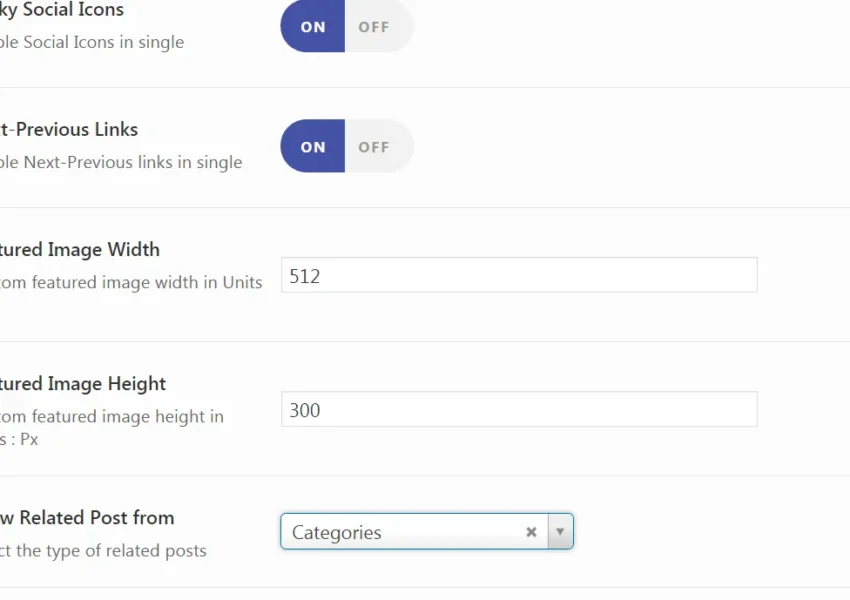 ky Social Icons
ON OFF
ble Social Icons in single
t-Previous Links
ON OFF
ble Next-Previous links in single
tured Image Width
tom featured image width in Units
512
tured Image Height
tom featured image height in
s : Px
300
w Related Post from
ct the type of related posts
Categories